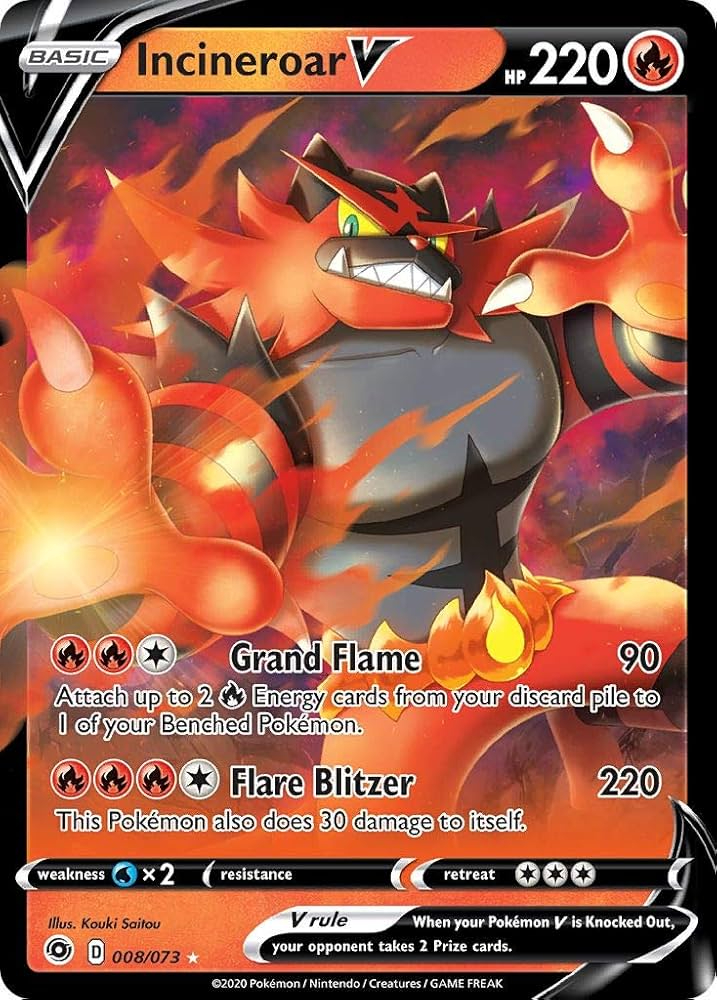 BASIC Incineroar V HP 220
Grand Flame 90
Attach up to 2 Energy cards from your discard pile to
1 of your Benched Pokémon.
Flare Blitzer 220
This Pokémon also does 30 damage to itself.
weakness ×2 resistance retreat
Illus. Kouki Saitou
V rule When your Pokémon V is Knocked Out,
your opponent takes 2 Prize cards.
D 008/073
©2020 Pokémon / Nintendo / Creatures / GAME FREAK